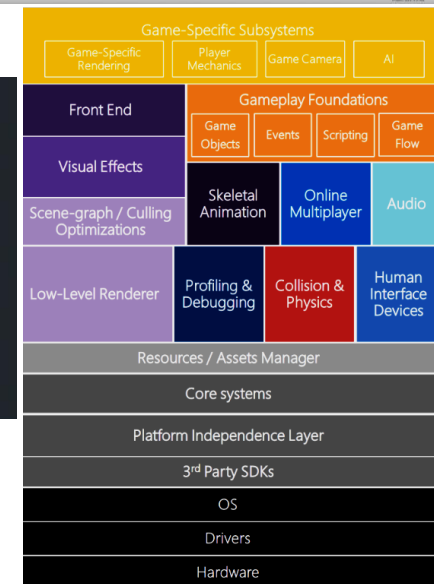 Game-Specific Subsystems
Game-Specific
Rendering
Player
Mechanics
Game Camera
AI
Front End
Gameplay Foundations
Game
Objects
Events
Scripting
Game
Flow
Visual Effects
Skeletal
Animation
Online
Multiplayer
Audio
Scene-graph / Culling
Optimizations
Low-Level Renderer
Profiling &
Debugging
Collision &
Physics
Human
Interface
Devices
Resources / Assets Manager
Core systems
Platform Independence Layer
3rd Party SDKs
OS
Drivers
Hardware